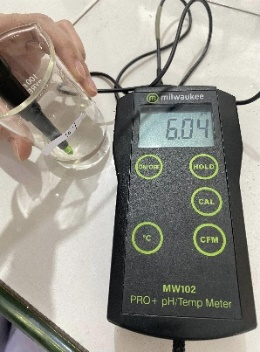 milwaukee
6.04
ON/OFF
HOLD
CAL
°C
CFM
MW102
PRO+ pH/Temp Meter